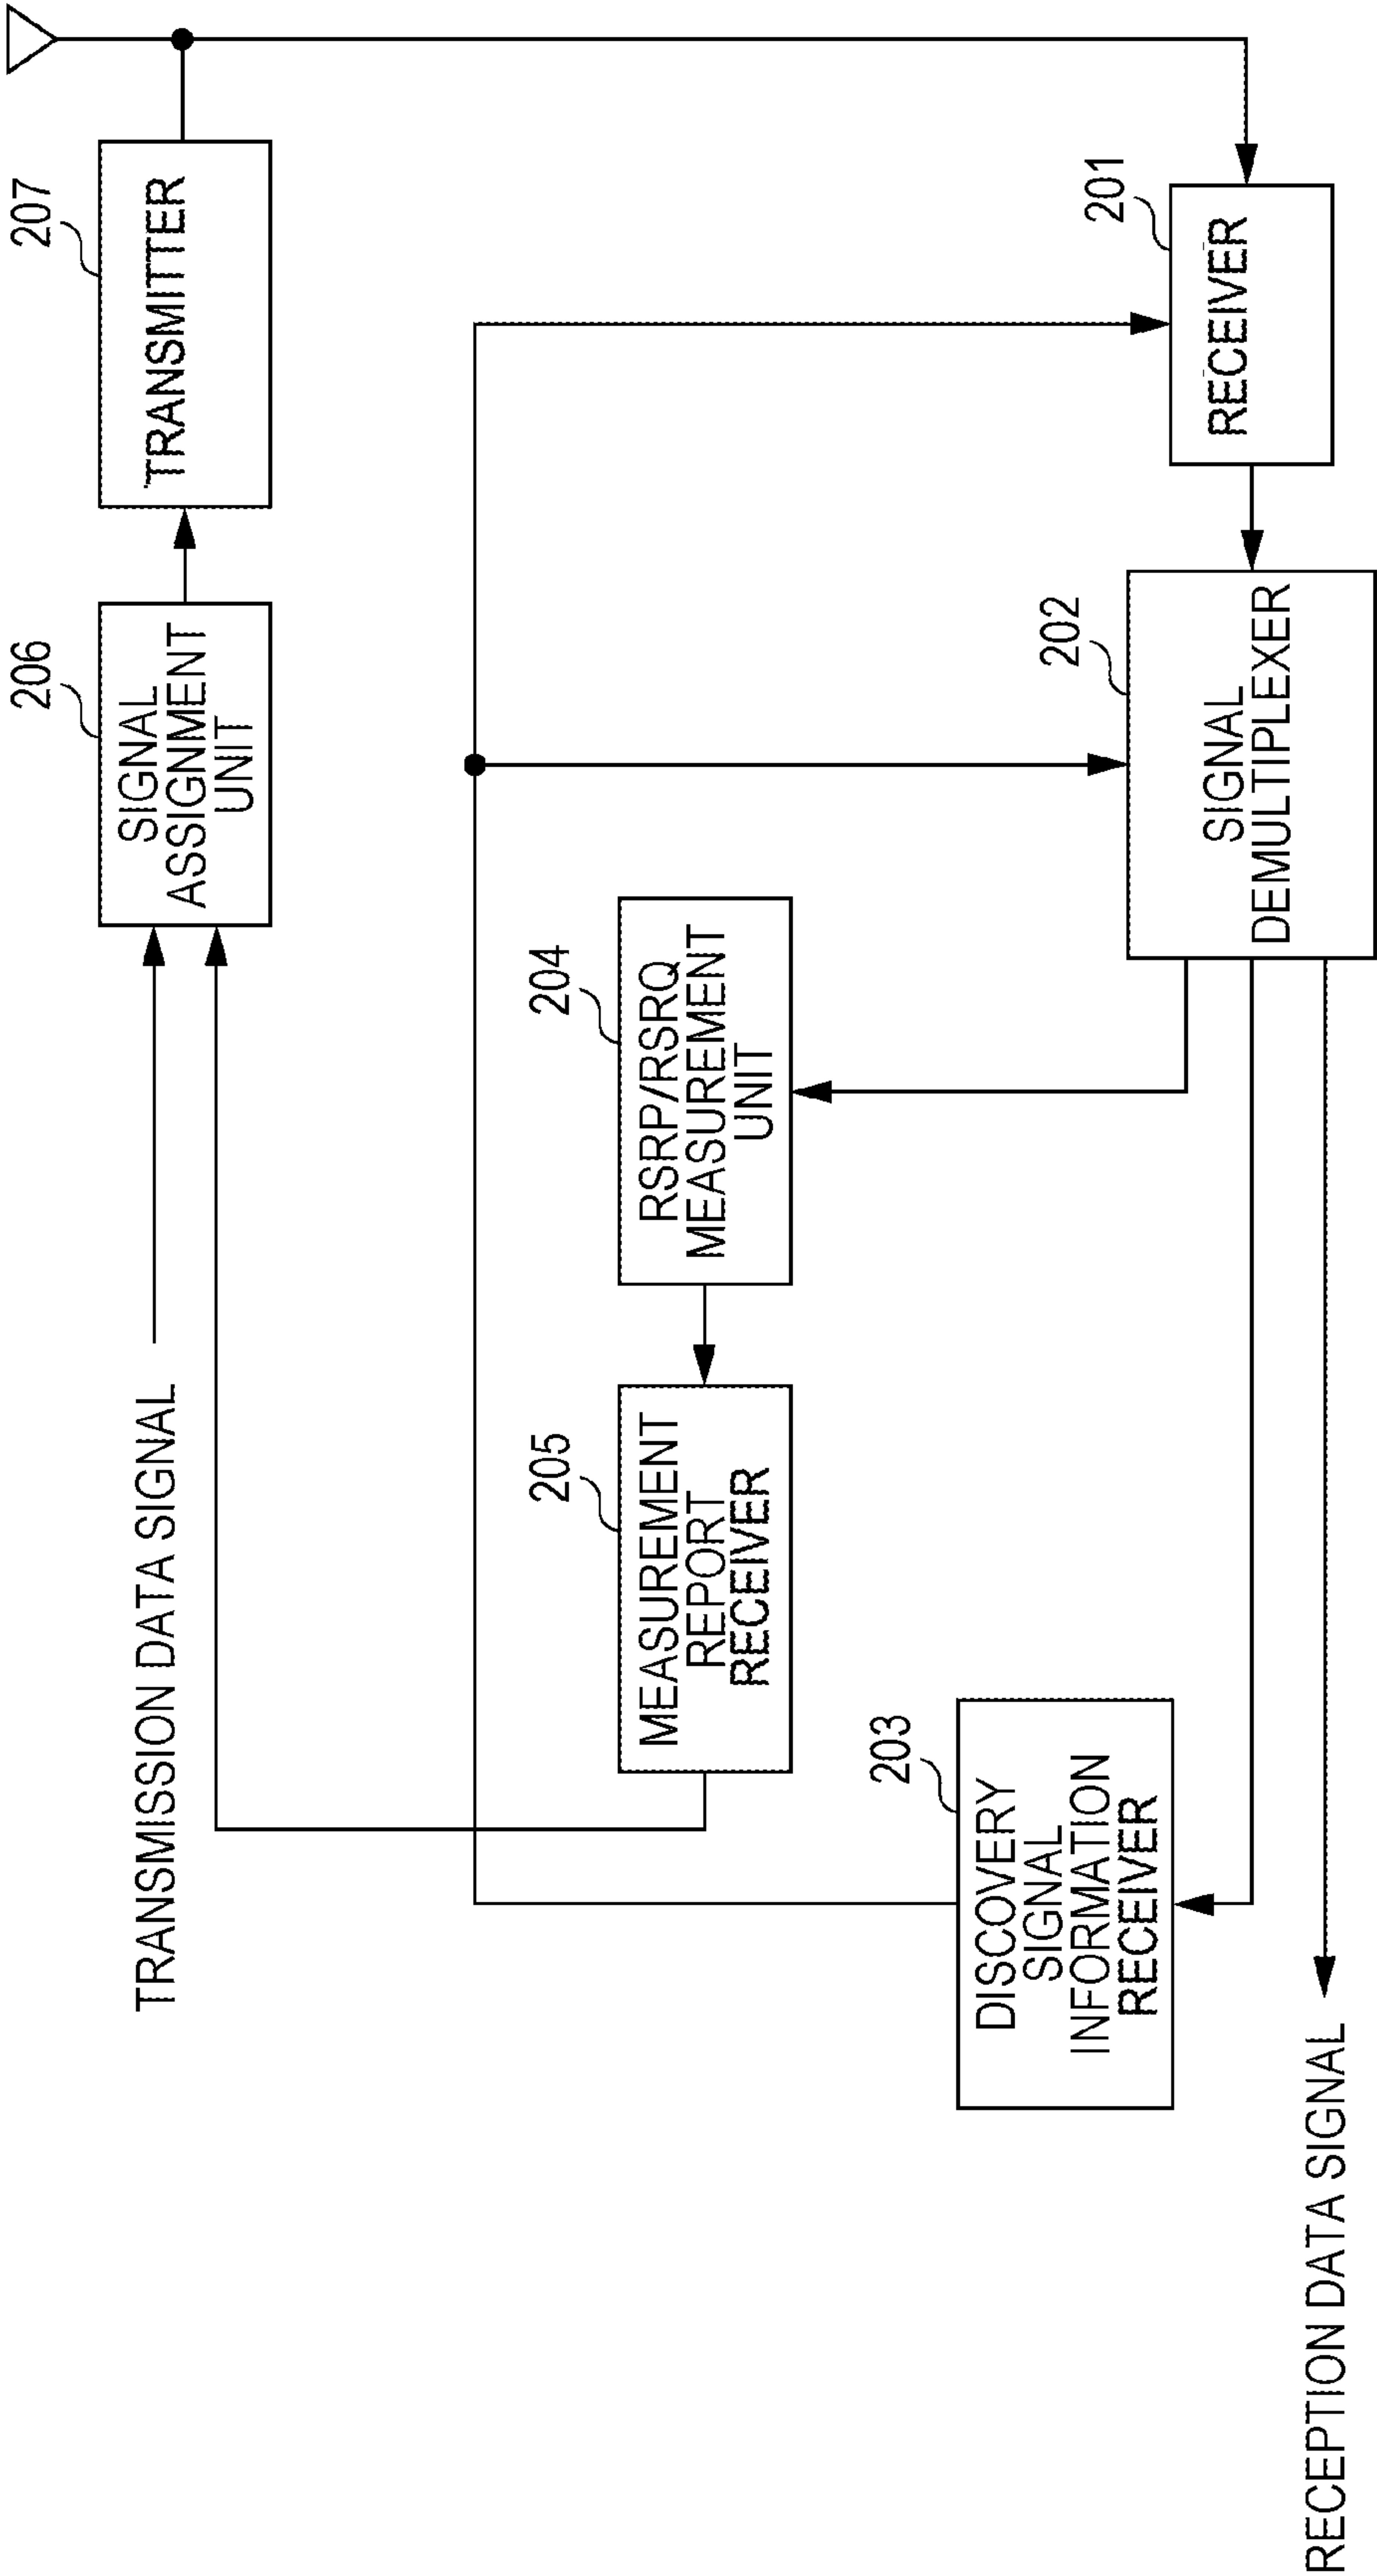 TRANSMISSION DATA SIGNAL
206
SIGNAL
ASSIGNMENT
UNIT
207
TRANSMITTER
205
MEASUREMENT
REPORT
RECEIVER
204
RSRP/RSRQ
MEASUREMENT
UNIT
203
DISCOVERY
SIGNAL
INFORMATION
RECEIVER
202
SIGNAL
DEMULTIPLEXER
201
RECEIVER
RECEPTION DATA SIGNAL